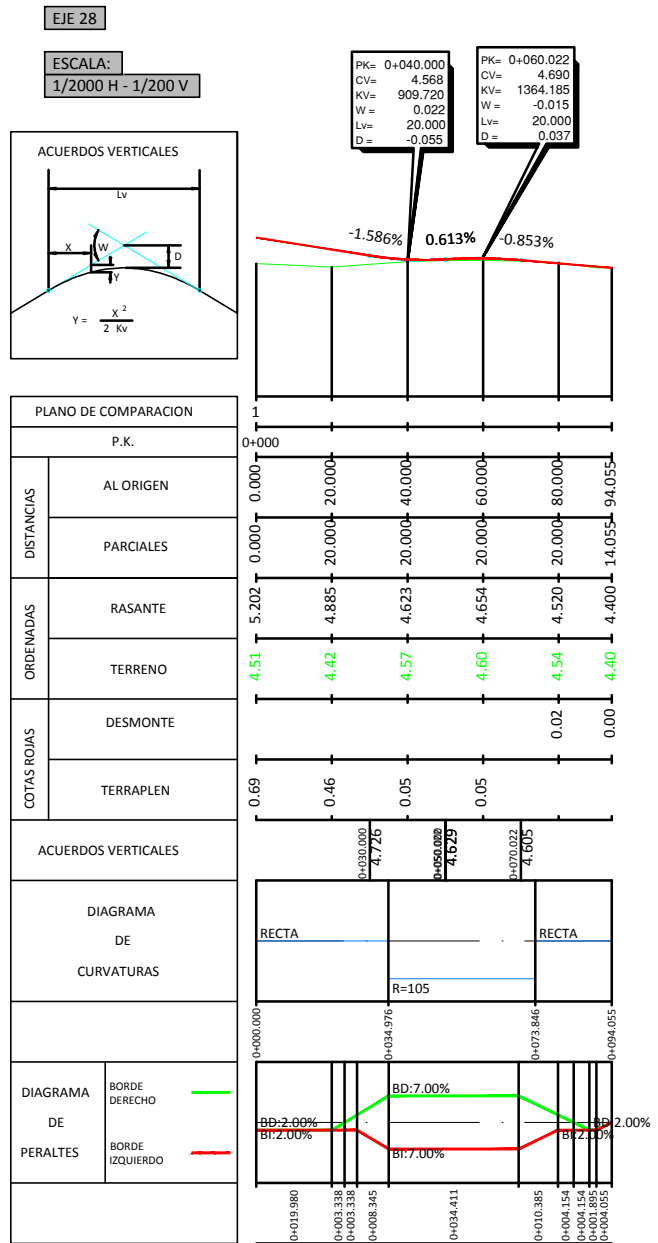 EJE 28
ESCALA:
1/2000 H - 1/200 V
PK= 0+040.000
CV= 4.568
KV= 909.720
W = 0.022
Lv= 20.000
D = -0.055
PK= 0+060.022
CV= 4.690
KV= 1364.185
W = -0.015
Lv= 20.000
D = 0.037
ACUERDOS VERTICALES
Lv
X
W
D
Y
Y = X 2
2 Kv
-1.586%
0.613%
-0.853%
PLANO DE COMPARACION 1
P.K. 0+000
DISTANCIAS
AL ORIGEN 0.000 20.000 40.000 60.000 80.000 94.055
PARCIALES 0.000 20.000 20.000 20.000 20.000 14.055
ORDENADAS
RASANTE 5.202 4.885 4.623 4.654 4.520 4.400
TERRENO 4.51 4.42 4.57 4.60 4.54 4.40
COTAS ROJAS
DESMONTE 0.02 0.00
TERRAPLEN 0.69 0.46 0.05 0.05
ACUERDOS VERTICALES
0+030.000 4.726
4.629
0+070.022 4.605
DIAGRAMA
DE
CURVATURAS
RECTA
R=105
RECTA
0+000.000 0+034.976 0+073.846 0+094.055
DIAGRAMA
DE
PERALTES
BORDE
DERECHO
BORDE
IZQUIERDO
BD:2.00%
BI:2.00%
BD:7.00%
BI:7.00%
BI:2.00%
BD:2.00%
0+019.980 0+003.338 0+003.338 0+008.345 0+034.411 0+010.385 0+004.154 0+004.154 0+001.895 0+004.055